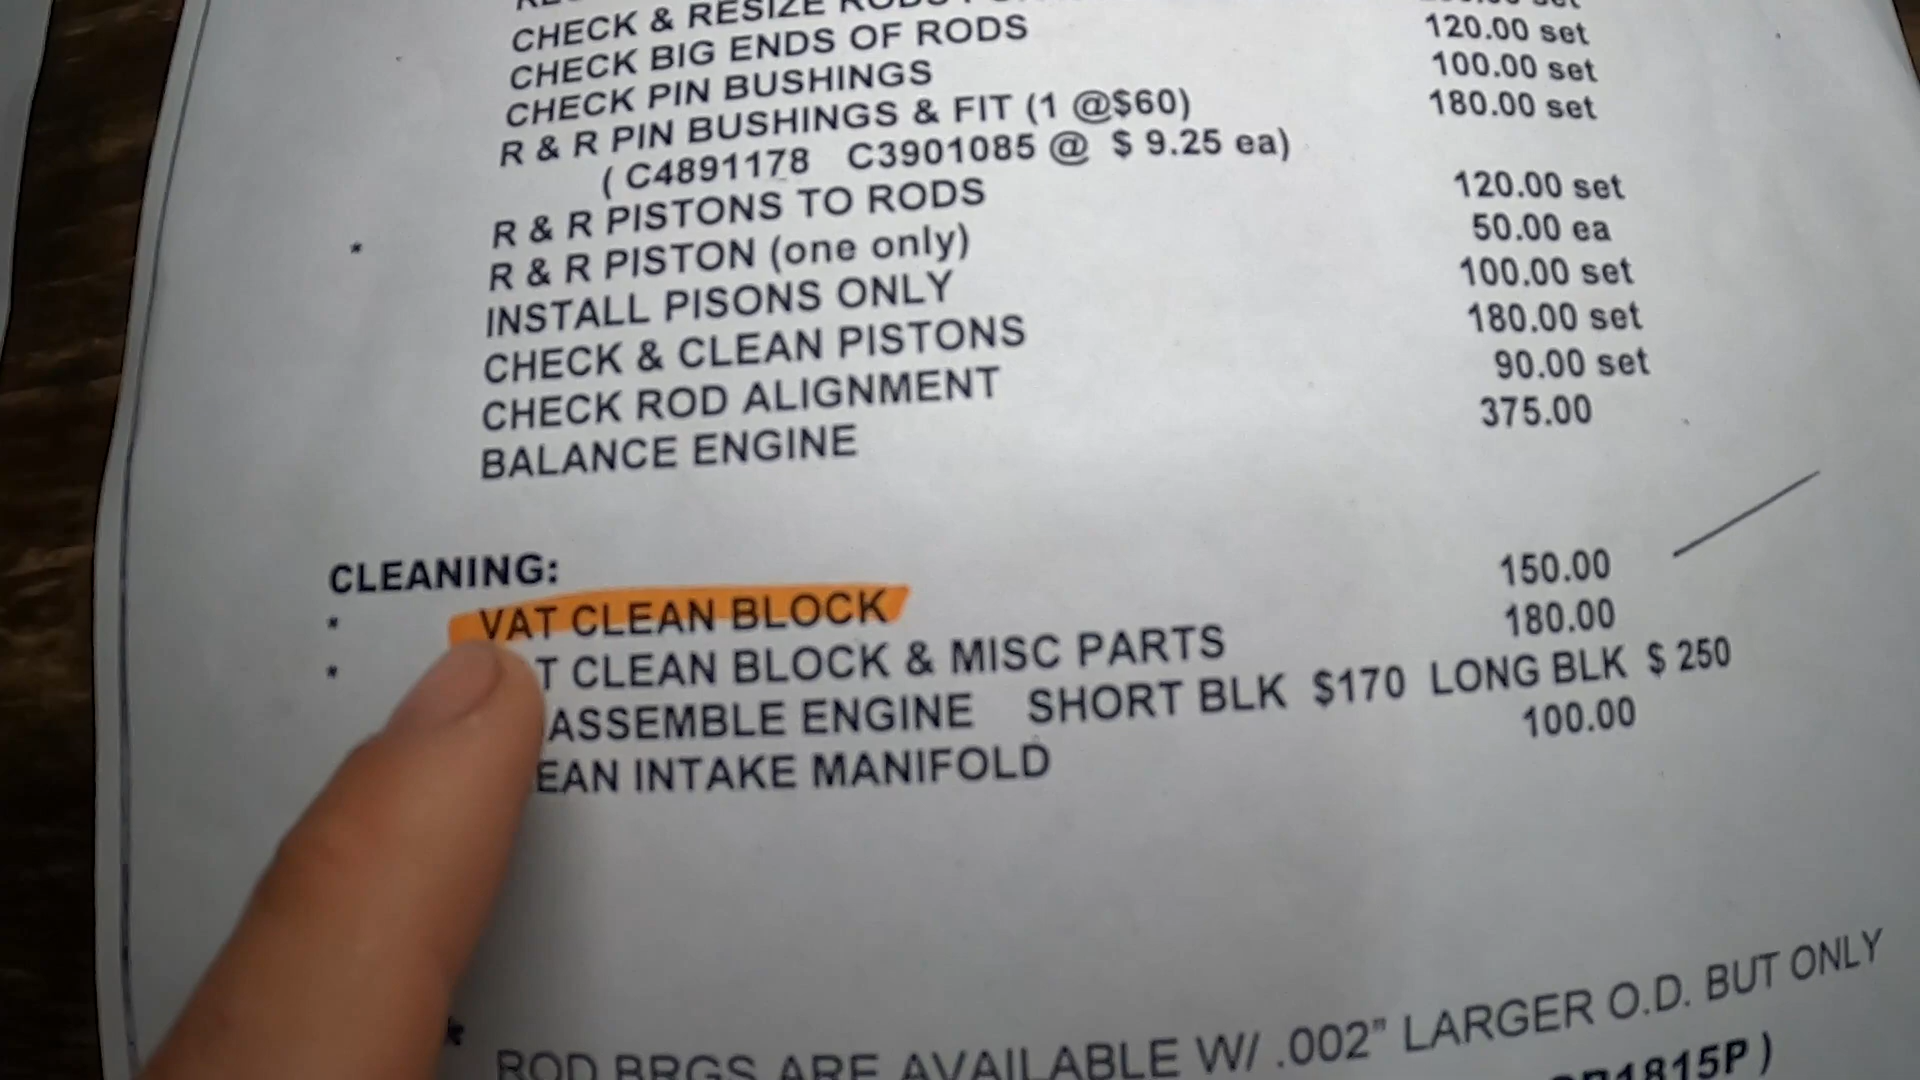 CHECK & RESIZE
CHECK BIG ENDS OF RODS 120.00 set
CHECK PIN BUSHINGS 100.00 set
R & R PIN BUSHINGS & FIT (1 @$60) 180.00 set
( C4891178 C3901085 @ $ 9.25 ea)
* R & R PISTONS TO RODS 120.00 set
R & R PISTON (one only) 50.00 ea
INSTALL PISONS ONLY 100.00 set
CHECK & CLEAN PISTONS 180.00 set
CHECK ROD ALIGNMENT 90.00 set
BALANCE ENGINE 375.00
CLEANING:
* VAT CLEAN BLOCK 150.00
* T CLEAN BLOCK & MISC PARTS 180.00
ASSEMBLE ENGINE SHORT BLK $170 LONG BLK $ 250
EAN INTAKE MANIFOLD 100.00
* ROD BRGS ARE AVAILABLE W/ .002" LARGER O.D. BUT ONLY
1815P )